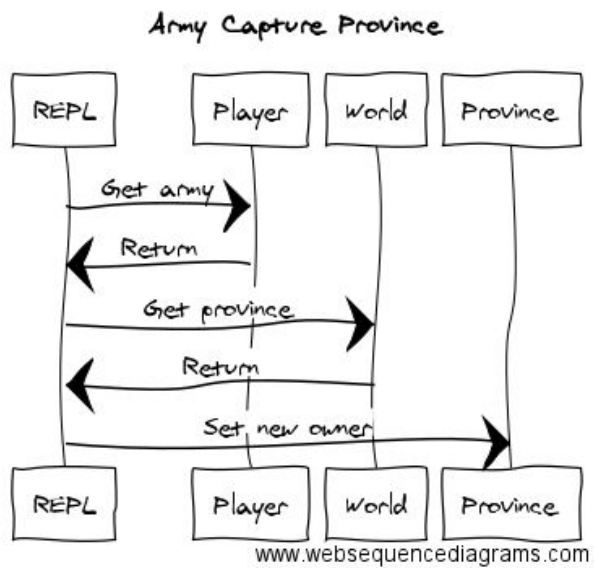 Army Capture Province
REPL Player World Province
Get army
Return
Get province
Return
Set new owner
REPL Player World Province
www.websequencediagrams.com